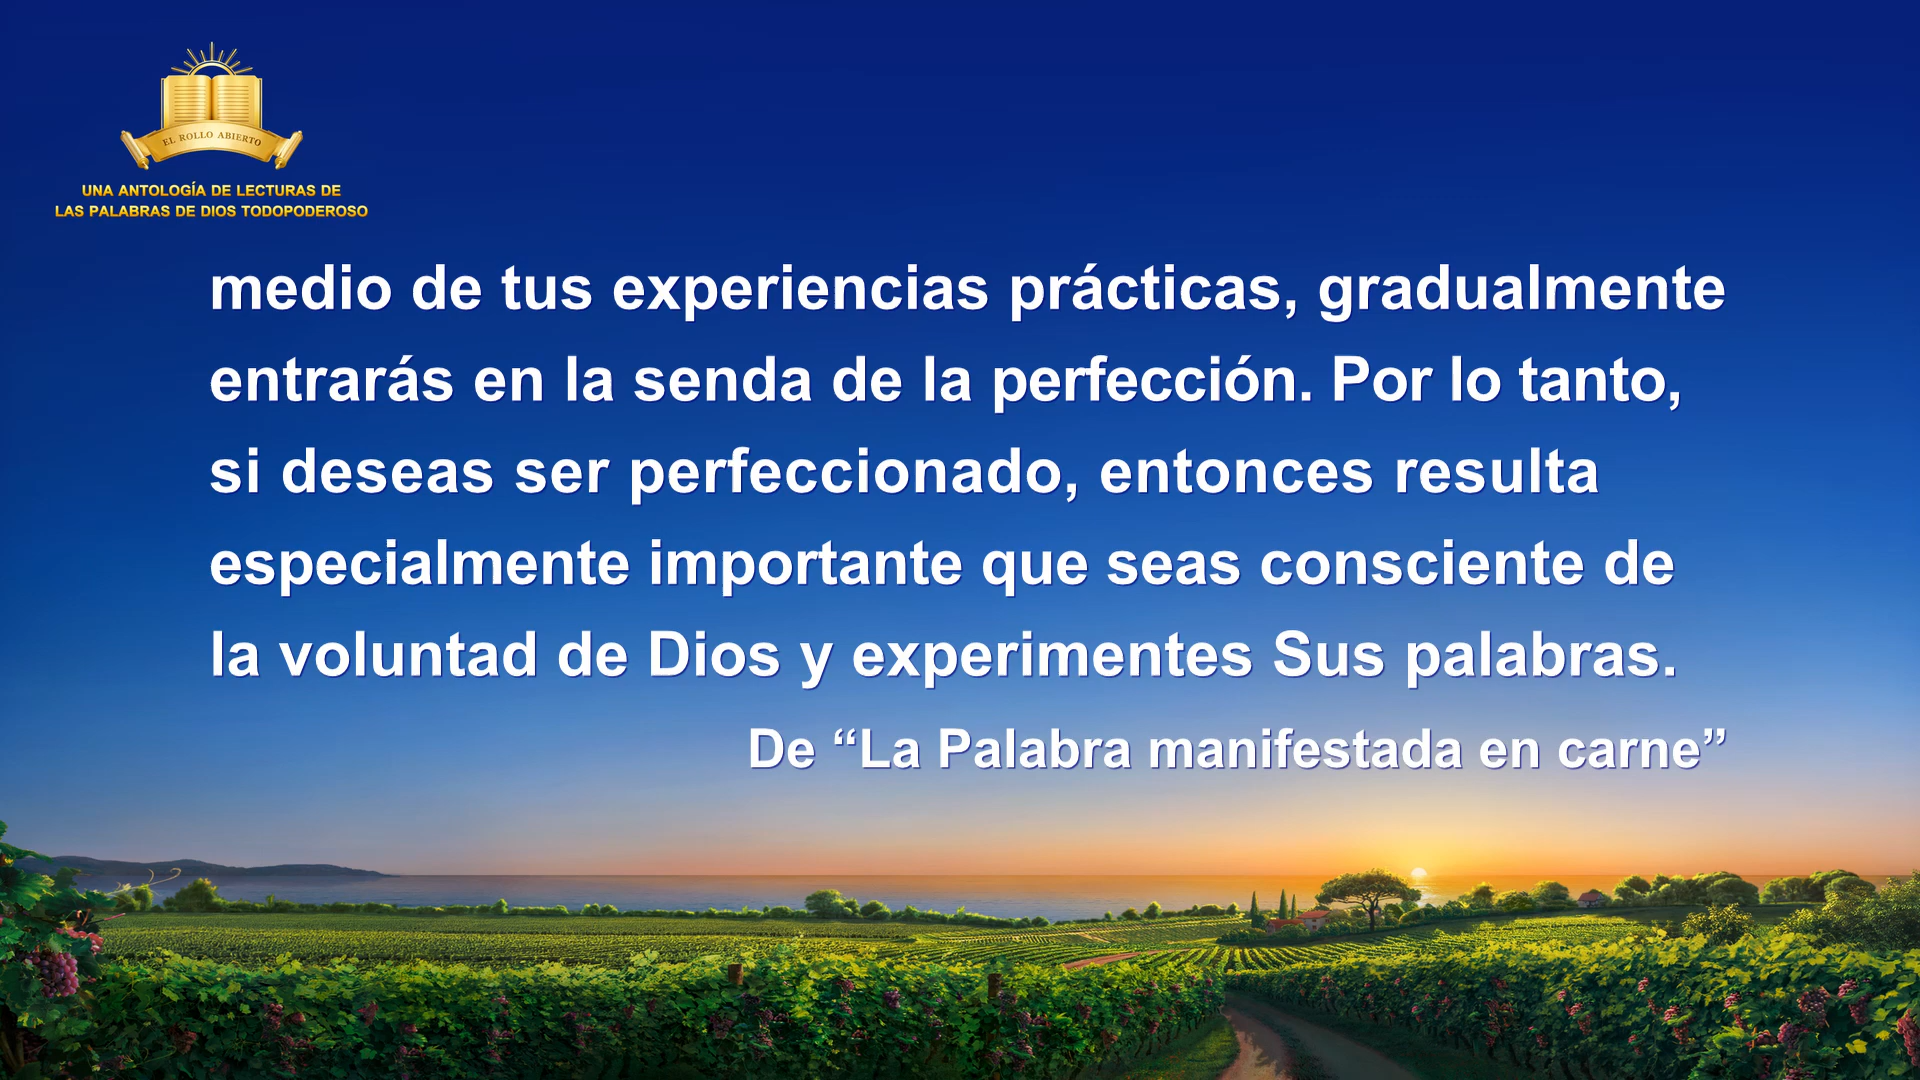 EL ROLLO ABIERTO
UNA ANTOLOGÍA DE LECTURAS DE
LAS PALABRAS DE DIOS TODOPODEROSO
medio de tus experiencias prácticas, gradualmente
entrarás en la senda de la perfección. Por lo tanto,
si deseas ser perfeccionado, entonces resulta
especialmente importante que seas consciente de
la voluntad de Dios y experimentes Sus palabras.
De “La Palabra manifestada en carne”